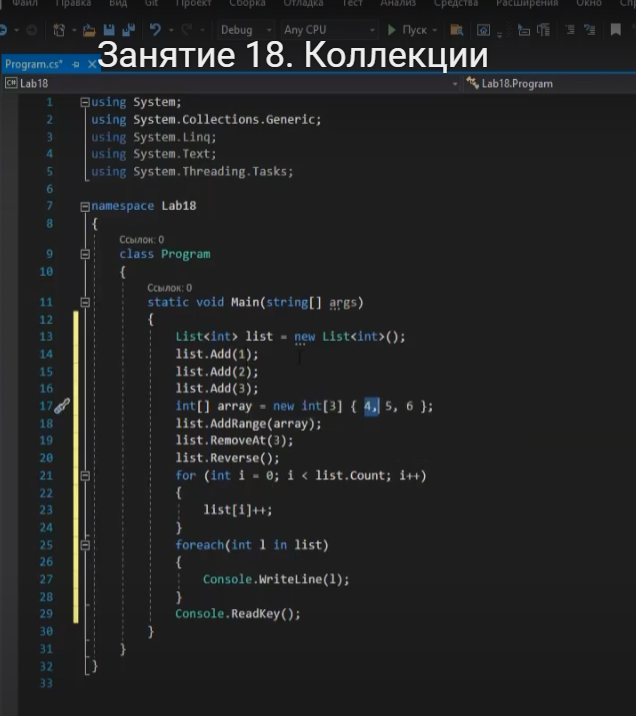 Файл Правка Вид Git Проект Сборка Отладка Тест Анализ Средства Расширения Окно
Debug Any CPU Пуск
Занятие 18. Коллекции
Program.cs*
C# Lab18 Lab18.Program
1 using System;
2 using System.Collections.Generic;
3 using System.Linq;
4 using System.Text;
5 using System.Threading.Tasks;
6
7 namespace Lab18
8 {
Ссылок: 0
9 class Program
10 {
Ссылок: 0
11 static void Main(string[] args)
12 {
13 List<int> list = new List<int>();
14 list.Add(1);
15 list.Add(2);
16 list.Add(3);
17 int[] array = new int[3] { 4, 5, 6 };
18 list.AddRange(array);
19 list.RemoveAt(3);
20 list.Reverse();
21 for (int i = 0; i < list.Count; i++)
22 {
23 list[i]++;
24 }
25 foreach(int l in list)
26 {
27 Console.WriteLine(l);
28 }
29 Console.ReadKey();
30 }
31 }
32 }
33